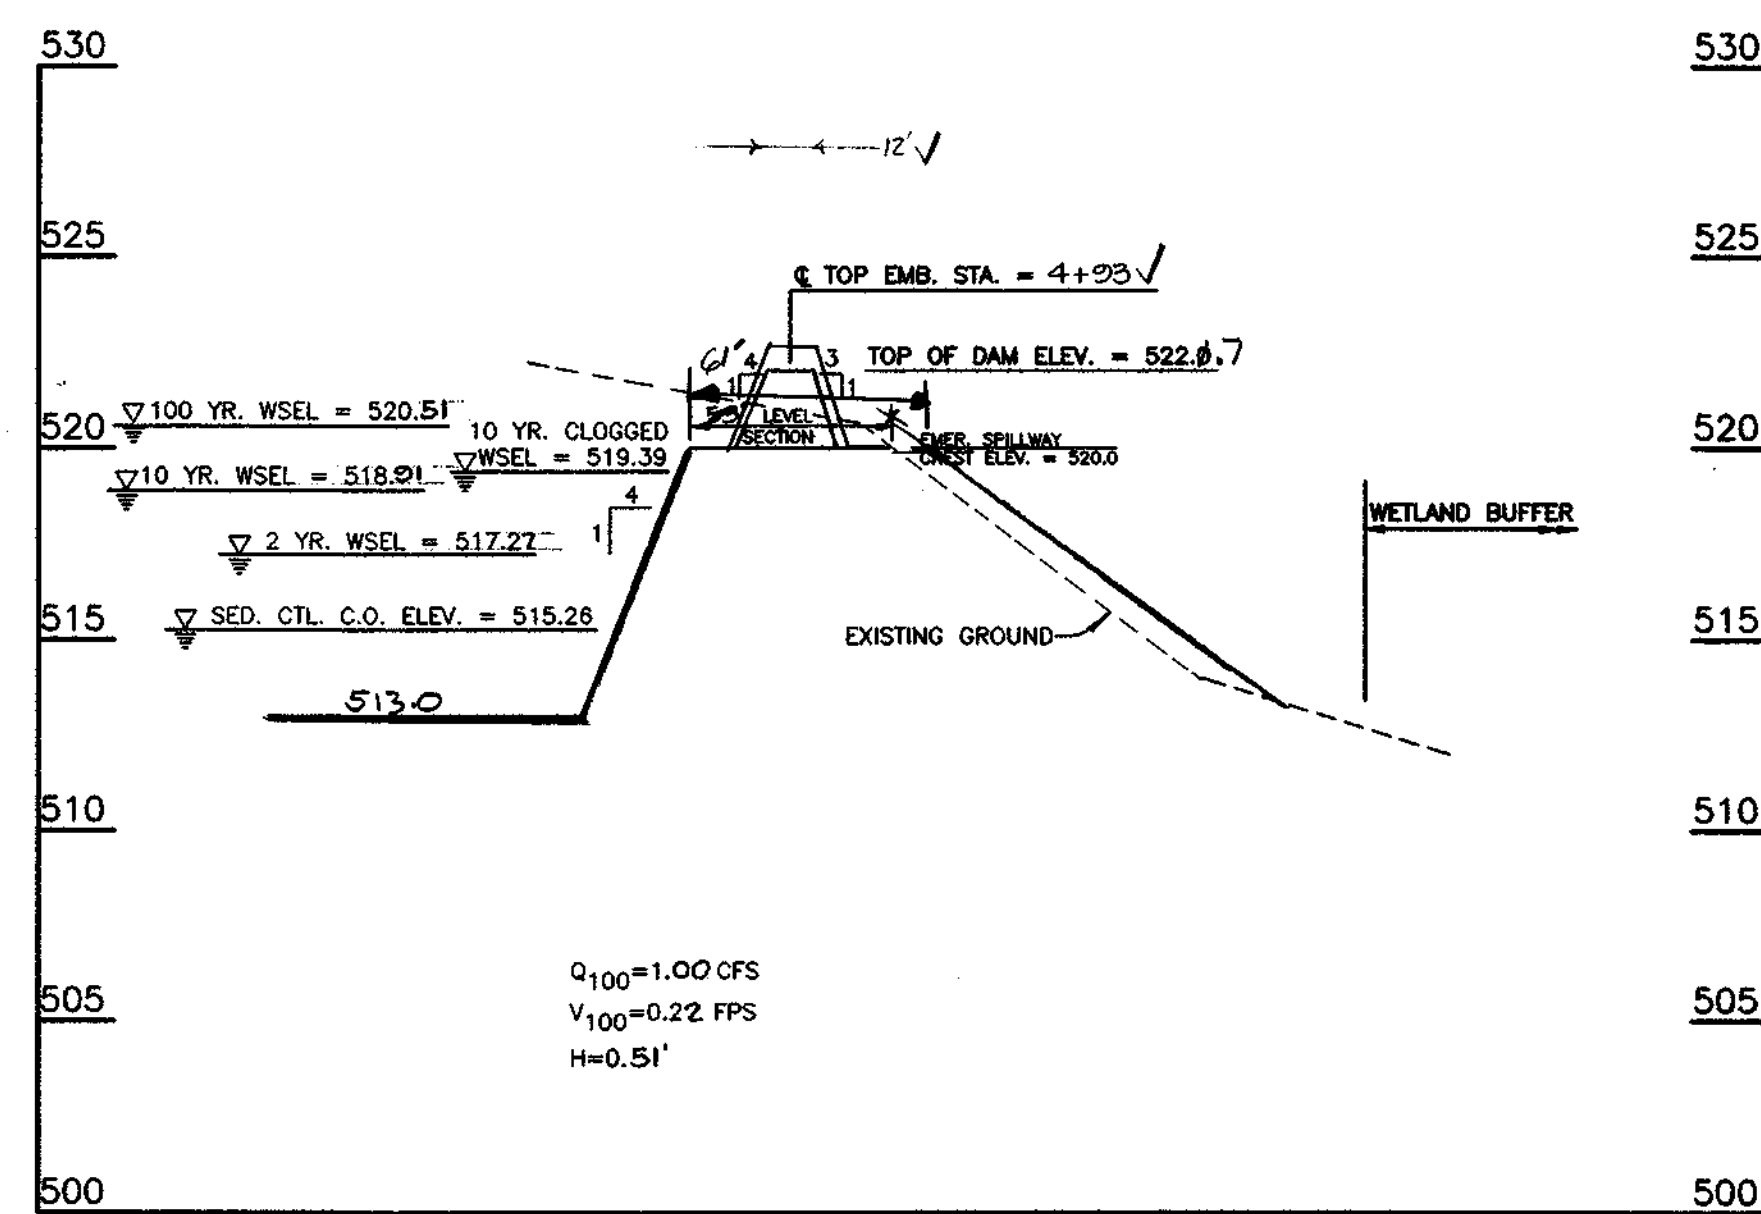 530
530
12'✓
525
525
℄ TOP EMB. STA. = 4+93✓
61'
4
3
1
1
TOP OF DAM ELEV. = 522.0.7
100 YR. WSEL = 520.51
LEVEL
SECTION
520
520
10 YR. CLOGGED
WSEL = 519.39
EMER. SPILLWAY
CREST ELEV. = 520.0
10 YR. WSEL = 518.91
4
1
WETLAND BUFFER
2 YR. WSEL = 517.27
SED. CTL. C.O. ELEV. = 515.26
515
515
EXISTING GROUND
513.0
510
510
Q100=1.00 CFS
V100=0.22 FPS
H=0.51'
505
505
500
500